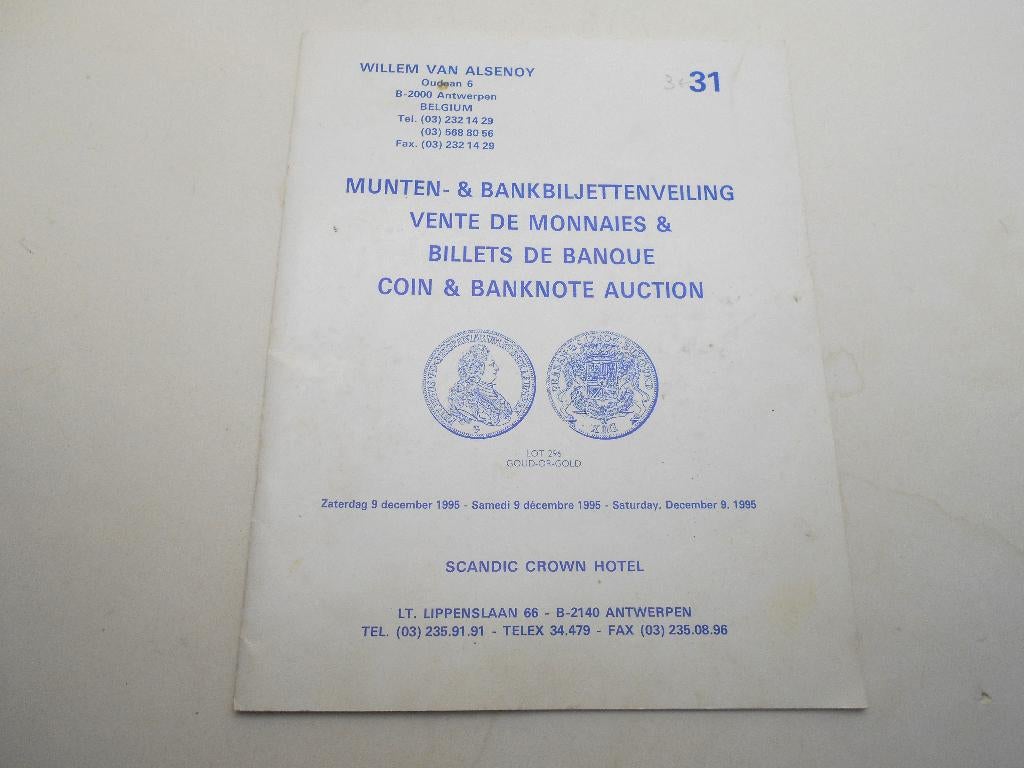 WILLEM VAN ALSENOY
Oudaan 6
B-2000 Antwerpen
BELGIUM
Tel. (03) 232 14 29
(03) 568 80 56
Fax. (03) 232 14 29
31
MUNTEN- & BANKBILJETTENVEILING
VENTE DE MONNAIES &
BILLETS DE BANQUE
COIN & BANKNOTE AUCTION
LOT 296
GOUD-OR-GOLD
Zaterdag 9 december 1995 - Samedi 9 décembre 1995 - Saturday, December 9, 1995
SCANDIC CROWN HOTEL
LT. LIPPENSLAAN 66 - B-2140 ANTWERPEN
TEL. (03) 235.91.91 - TELEX 34.479 - FAX (03) 235.08.96